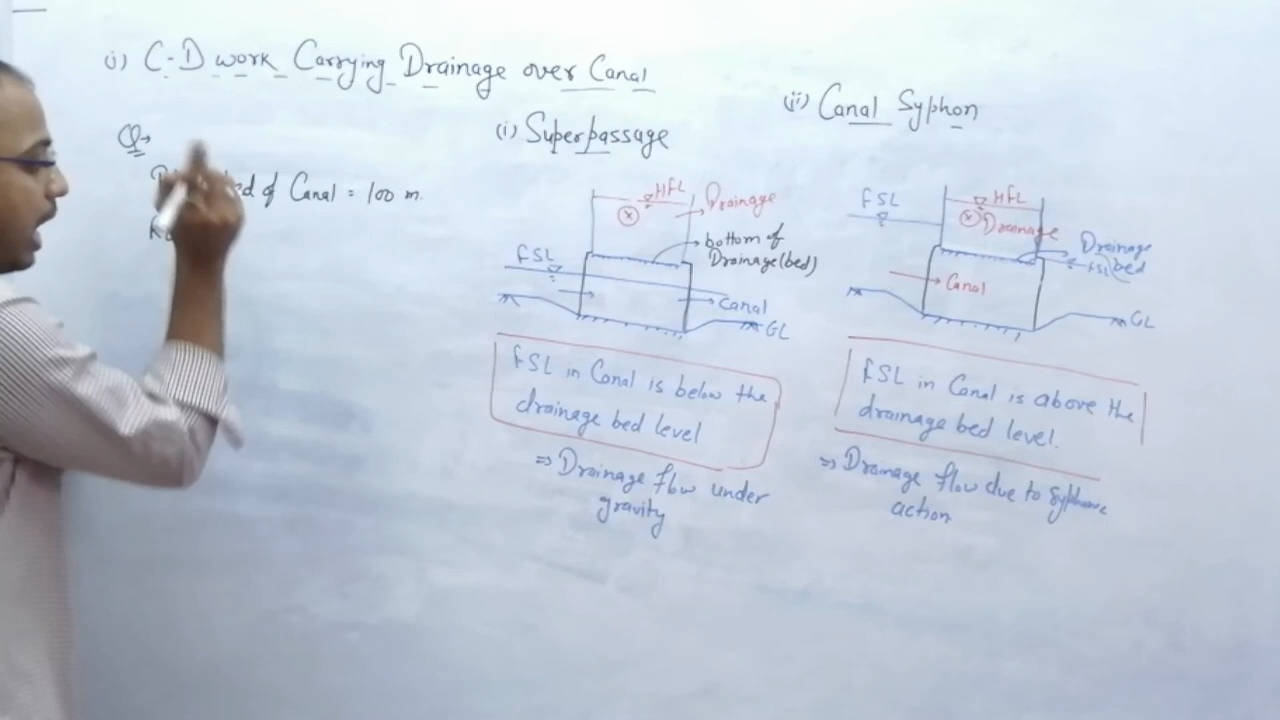 ii) C-D work Carrying Drainage over Canal
Q→
ed of Canal = 100 m.
(i) Superpassage
HFL
Drainage
bottom of
Drainage (bed)
FSL
Canal
GL
FSL in Canal is below the
drainage bed level
⇒ Drainage flow under
gravity
(ii) Canal Syphon
FSL
HFL
Drainage
Drainage
bed
FSL
Canal
GL
FSL in Canal is above the
drainage bed level.
⇒ Drainage flow due to
action